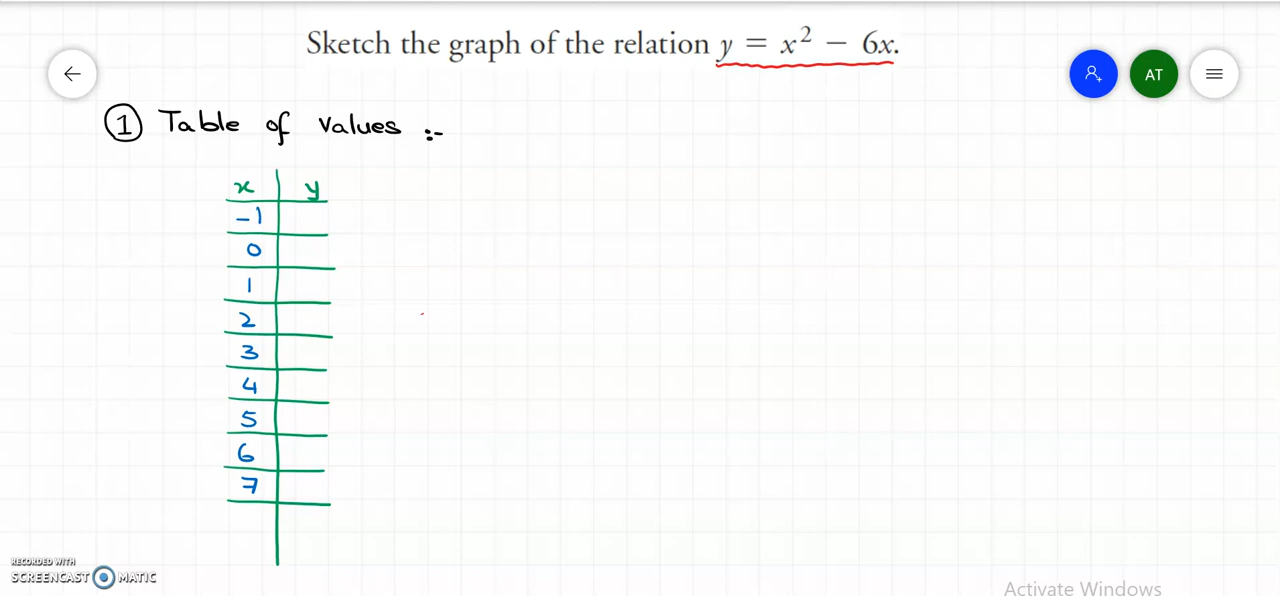 Sketch the graph of the relation y = x² − 6x.
AT
① Table of values :-
x y
-1
0
1
2
3
4
5
6
7
RECORDED WITH
SCREENCAST MATIC
Activate Windows